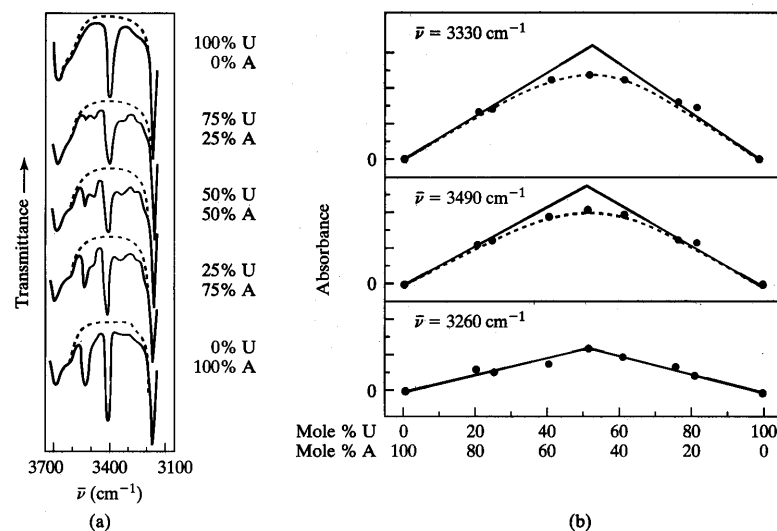 100% U
0% A
75% U
25% A
50% U
50% A
25% U
75% A
0% U
100% A
Transmittance →
3700 3400 3100
ν̄ (cm⁻¹)
(a)
ν̄ = 3330 cm⁻¹
0
ν̄ = 3490 cm⁻¹
0
ν̄ = 3260 cm⁻¹
0
Absorbance
Mole % U 0 20 40 60 80 100
Mole % A 100 80 60 40 20 0
(b)